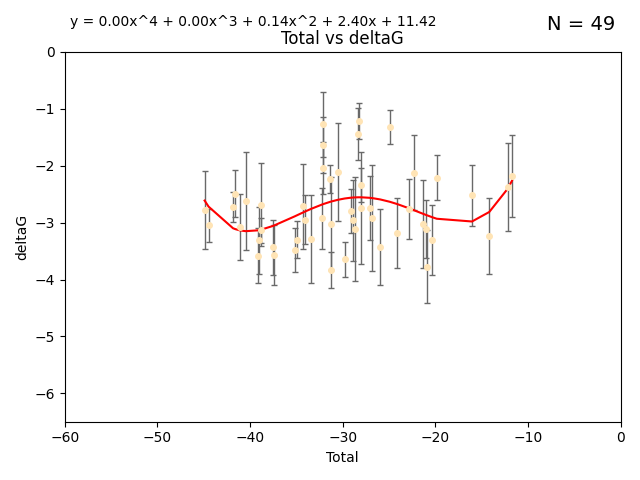 y = 0.00x^4 + 0.00x^3 + 0.14x^2 + 2.40x + 11.42
N = 49
Total vs deltaG
0
−1
−2
−3
−4
−5
−6
deltaG
−60 −50 −40 −30 −20 −10 0
Total